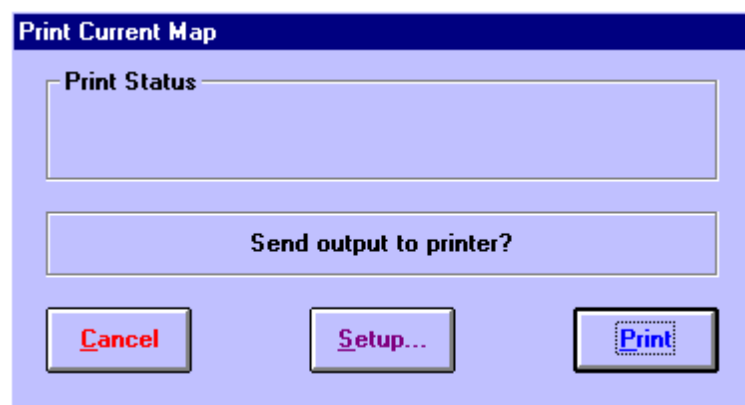 Print Current Map
Print Status
Send output to printer?
Cancel
Setup...
Print